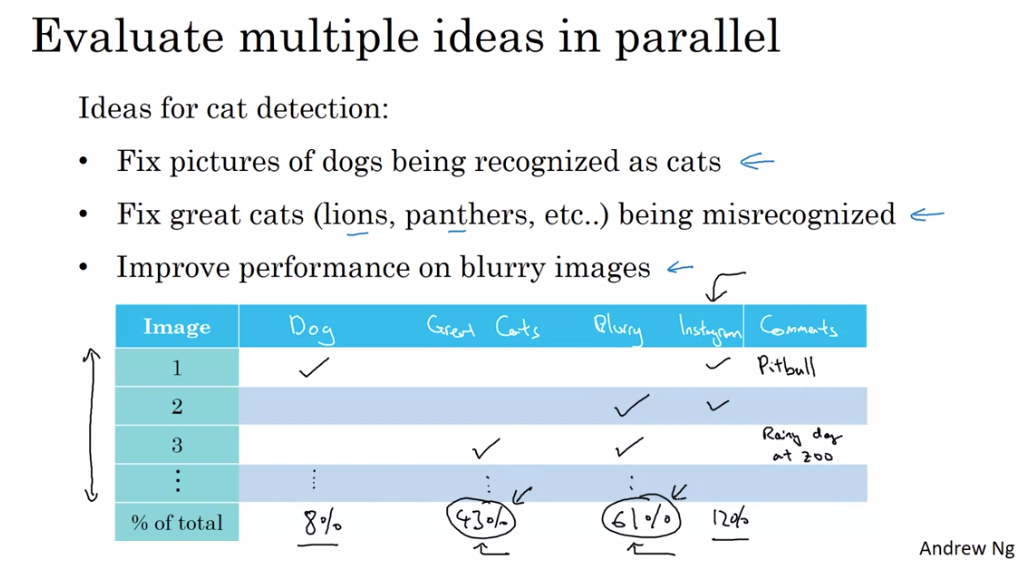 Evaluate multiple ideas in parallel
Ideas for cat detection:
• Fix pictures of dogs being recognized as cats
• Fix great cats (lions, panthers, etc..) being misrecognized
• Improve performance on blurry images
Image Dog Great Cats Blurry Instagram Comments
1 ✓ ✓ Pitbull
2 ✓ ✓
3 ✓ ✓ Rainy day at zoo
⋮ ⋮ ⋮ ⋮
% of total 8% 43% 61% 12%
Andrew Ng